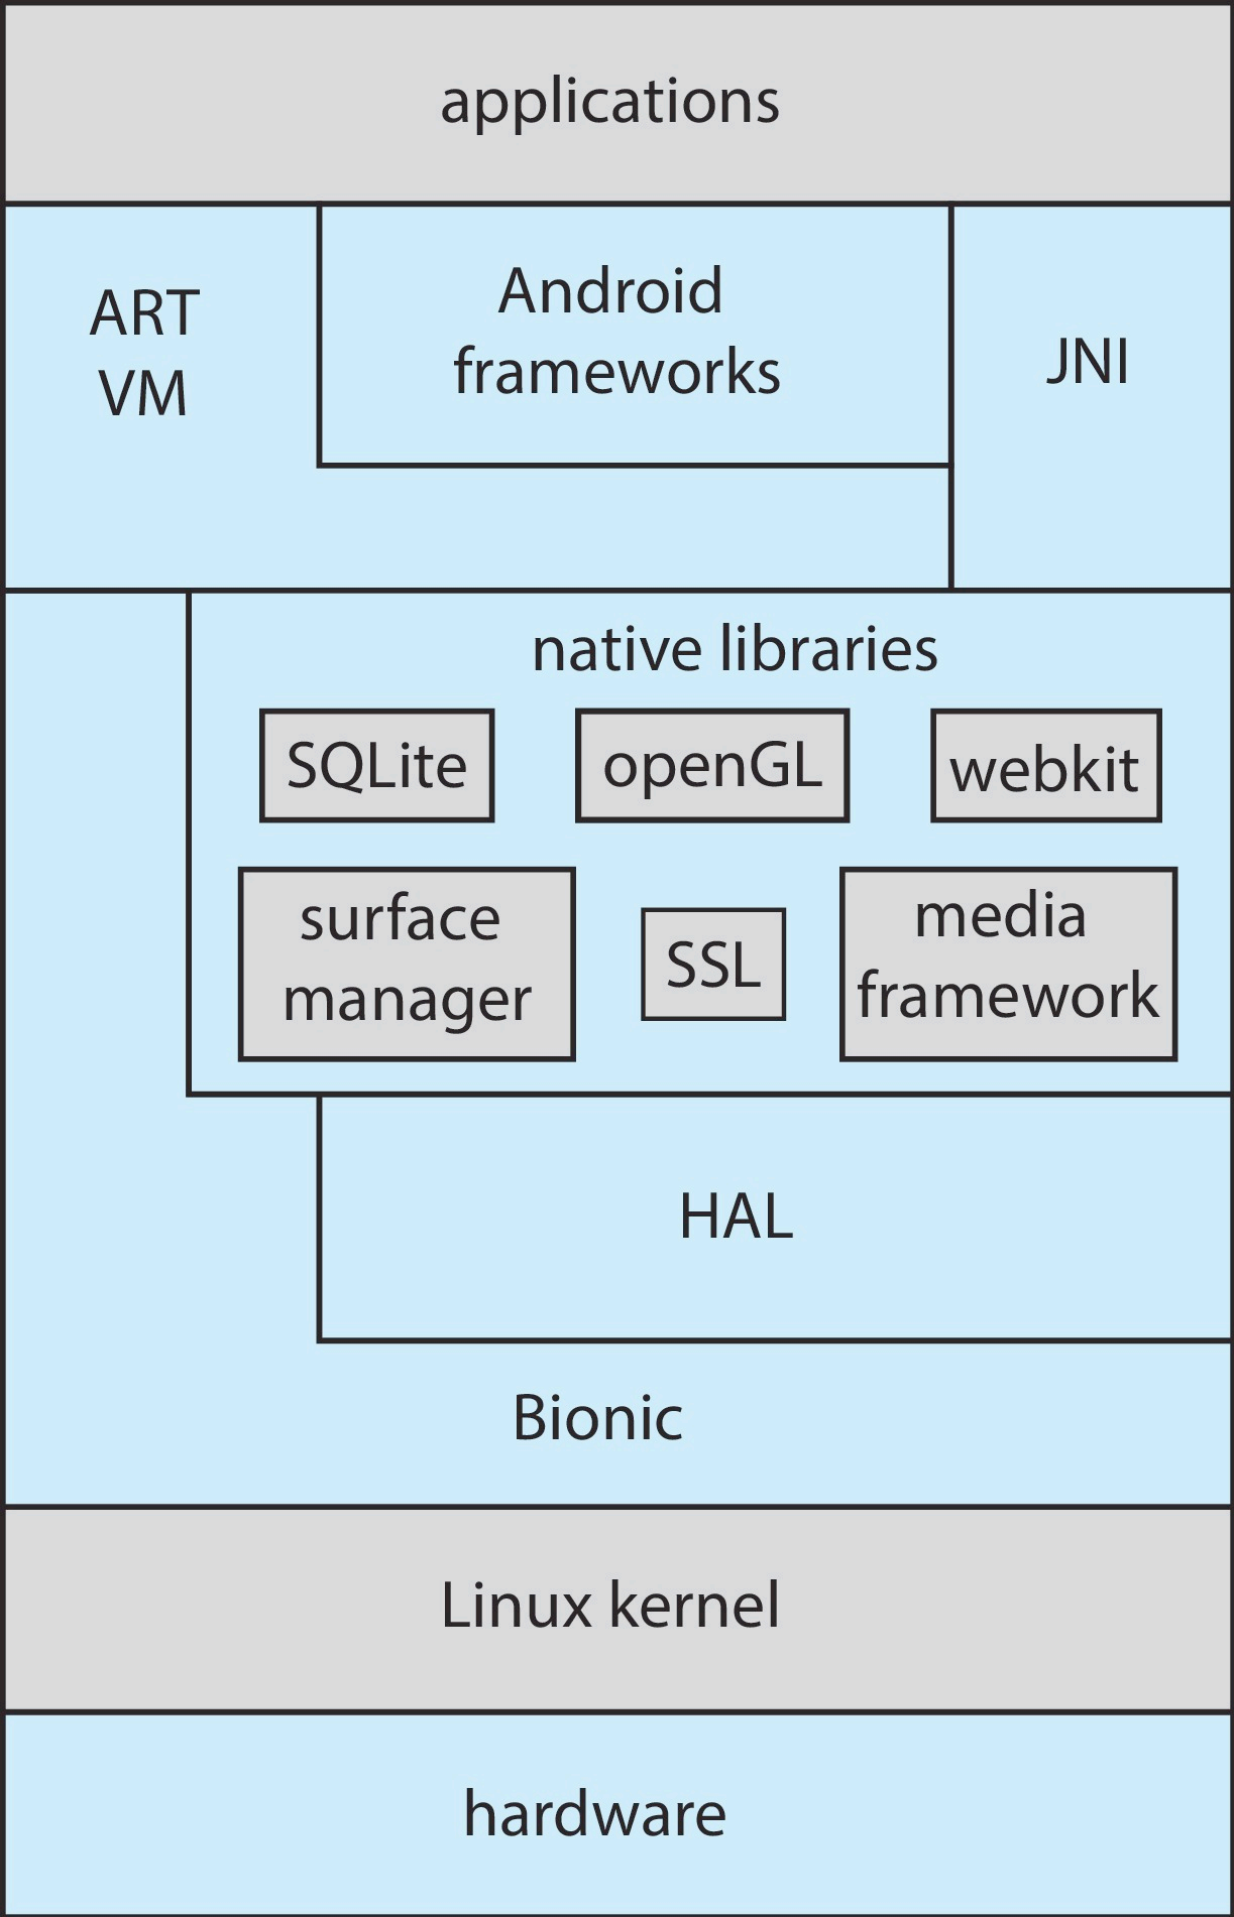 applications
ART
VM
Android
frameworks
JNI
native libraries
SQLite
openGL
webkit
surface
manager
SSL
media
framework
HAL
Bionic
Linux kernel
hardware